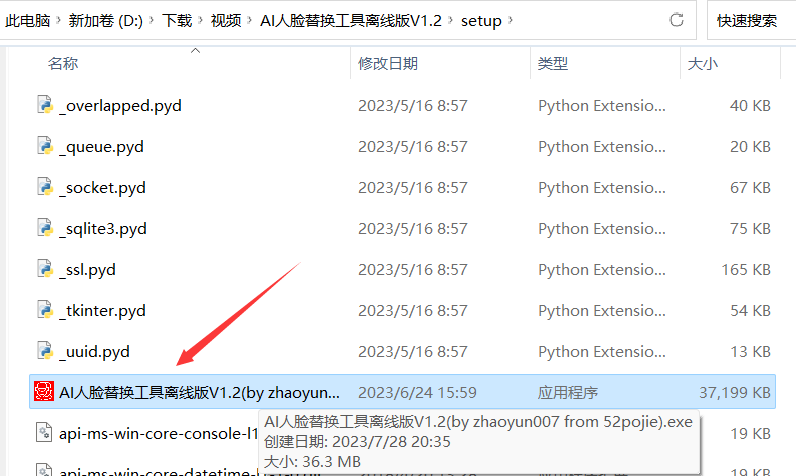 此电脑 > 新加卷 (D:) > 下载 > 视频 > AI人脸替换工具离线版V1.2 > setup >
快速搜索
名称 修改日期 类型 大小
_overlapped.pyd 2023/5/16 8:57 Python Extensio... 40 KB
_queue.pyd 2023/5/16 8:57 Python Extensio... 20 KB
_socket.pyd 2023/5/16 8:57 Python Extensio... 67 KB
_sqlite3.pyd 2023/5/16 8:57 Python Extensio... 75 KB
_ssl.pyd 2023/5/16 8:57 Python Extensio... 165 KB
_tkinter.pyd 2023/5/16 8:57 Python Extensio... 54 KB
_uuid.pyd 2023/5/16 8:57 Python Extensio... 13 KB
AI人脸替换工具离线版V1.2(by zhaoyun... 2023/6/24 15:59 应用程序 37,199 KB
AI人脸替换工具离线版V1.2(by zhaoyun007 from 52pojie).exe
api-ms-win-core-console-l1 19 KB
创建日期: 2023/7/28 20:35
大小: 36.3 MB
api-ms-win-core-datetime- 19 KB